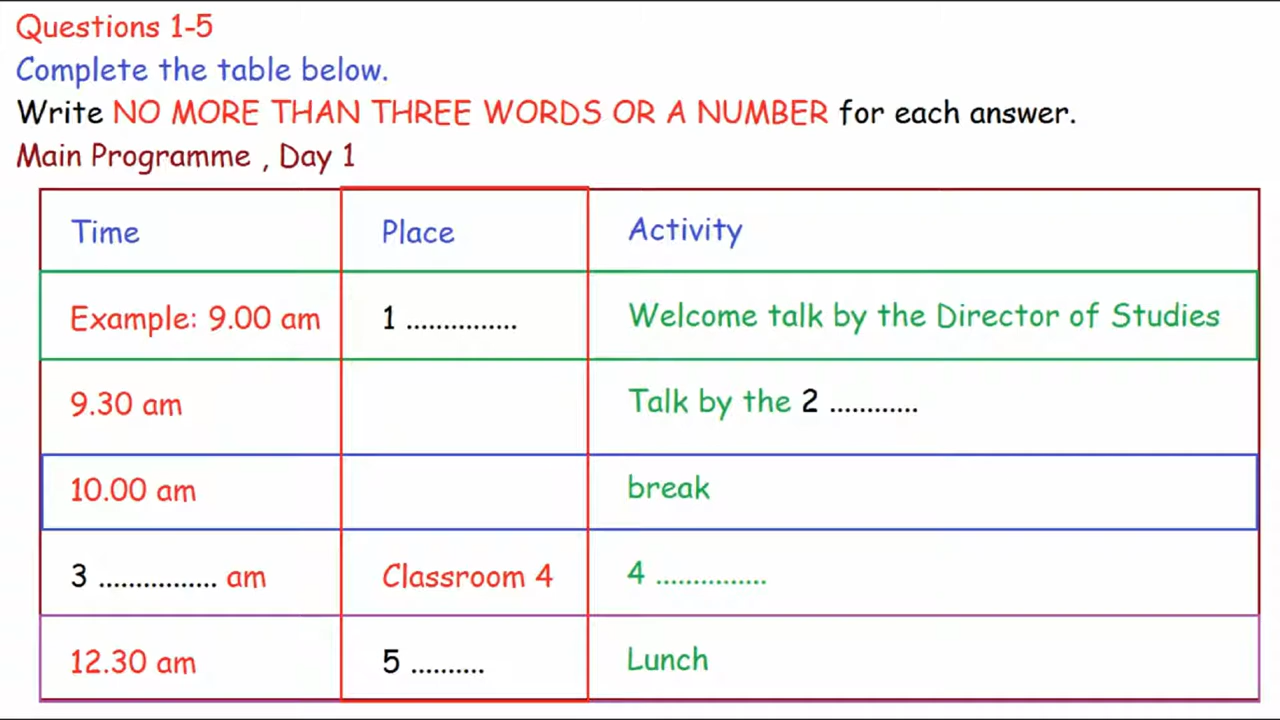 Questions 1-5
Complete the table below.
Write NO MORE THAN THREE WORDS OR A NUMBER for each answer.
Main Programme , Day 1
Time Place Activity
Example: 9.00 am 1 ............... Welcome talk by the Director of Studies
9.30 am Talk by the 2 ............
10.00 am break
3 ................ am Classroom 4 4 ...............
12.30 am 5 .......... Lunch